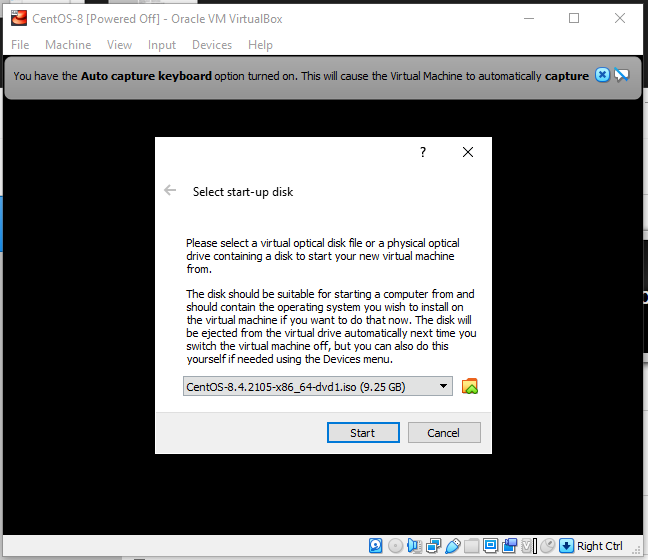 CentOS-8 [Powered Off] - Oracle VM VirtualBox
File Machine View Input Devices Help
You have the Auto capture keyboard option turned on. This will cause the Virtual Machine to automatically capture
?
Select start-up disk
Please select a virtual optical disk file or a physical optical
drive containing a disk to start your new virtual machine
from.
The disk should be suitable for starting a computer from and
should contain the operating system you wish to install on
the virtual machine if you want to do that now. The disk will
be ejected from the virtual drive automatically next time you
switch the virtual machine off, but you can also do this
yourself if needed using the Devices menu.
CentOS-8.4.2105-x86_64-dvd1.iso (9.25 GB)
Start Cancel
Right Ctrl